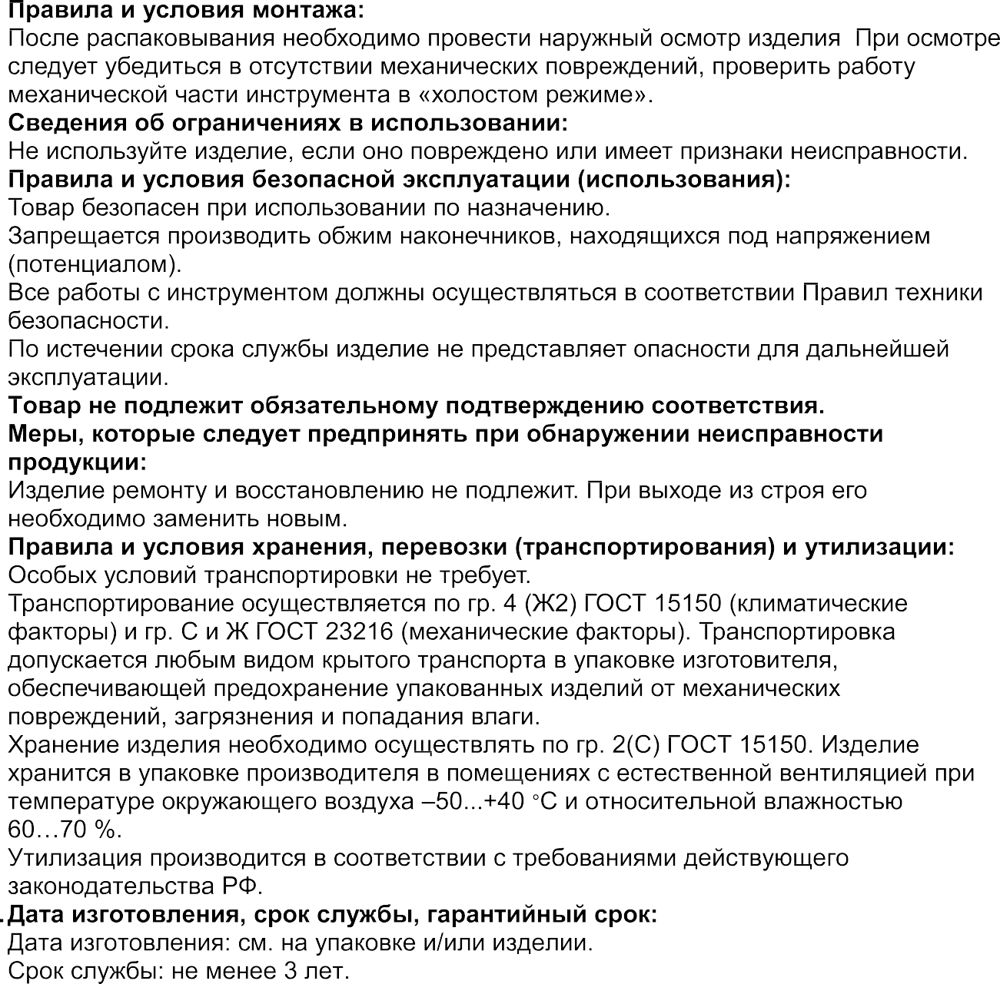 Правила и условия монтажа:
После распаковывания необходимо провести наружный осмотр изделия  При осмотре
следует убедиться в отсутствии механических повреждений, проверить работу
механической части инструмента в «холостом режиме».
Сведения об ограничениях в использовании:
Не используйте изделие, если оно повреждено или имеет признаки неисправности.
Правила и условия безопасной эксплуатации (использования):
Товар безопасен при использовании по назначению.
Запрещается производить обжим наконечников, находящихся под напряжением
(потенциалом).
Все работы с инструментом должны осуществляться в соответствии Правил техники
безопасности.
По истечении срока службы изделие не представляет опасности для дальнейшей
эксплуатации.
Товар не подлежит обязательному подтверждению соответствия.
Меры, которые следует предпринять при обнаружении неисправности
продукции:
Изделие ремонту и восстановлению не подлежит. При выходе из строя его
необходимо заменить новым.
Правила и условия хранения, перевозки (транспортирования) и утилизации:
Особых условий транспортировки не требует.
Транспортирование осуществляется по гр. 4 (Ж2) ГОСТ 15150 (климатические
факторы) и гр. С и Ж ГОСТ 23216 (механические факторы). Транспортировка
допускается любым видом крытого транспорта в упаковке изготовителя,
обеспечивающей предохранение упакованных изделий от механических
повреждений, загрязнения и попадания влаги.
Хранение изделия необходимо осуществлять по гр. 2(С) ГОСТ 15150. Изделие
хранится в упаковке производителя в помещениях с естественной вентиляцией при
температуре окружающего воздуха –50...+40 °С и относительной влажностью
60…70 %.
Утилизация производится в соответствии с требованиями действующего
законодательства РФ.
.Дата изготовления, срок службы, гарантийный срок:
Дата изготовления: см. на упаковке и/или изделии.
Срок службы: не менее 3 лет.